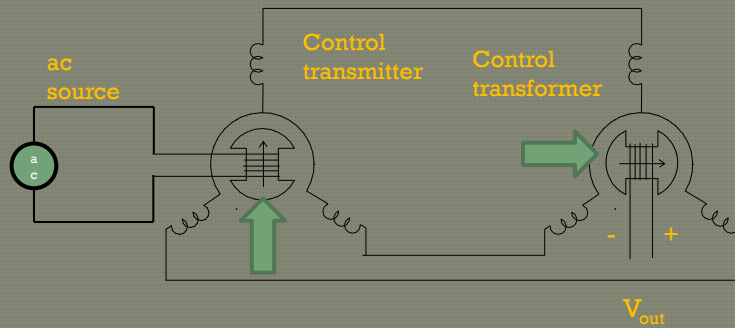 ac
source
Control
transmitter
Control
transformer
a
c
- +
Vout